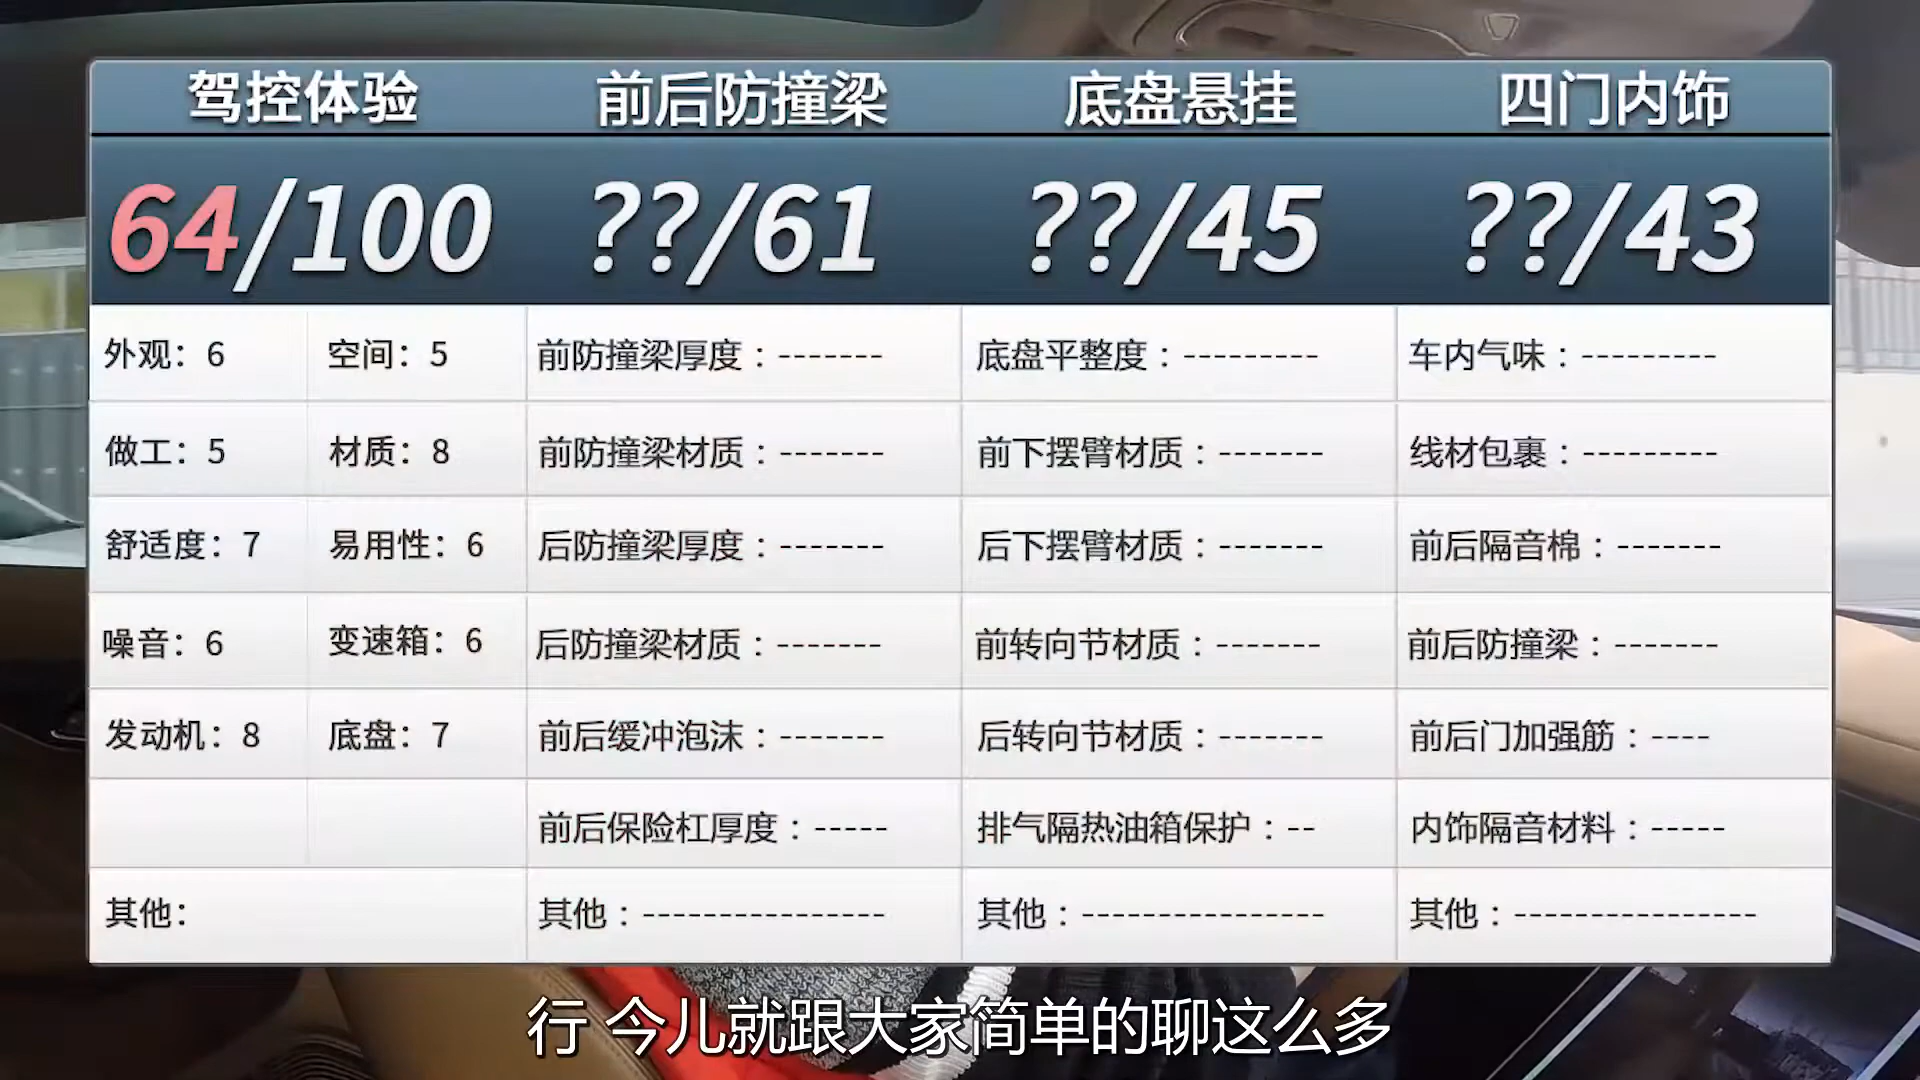 驾控体验 前后防撞梁 底盘悬挂 四门内饰
64/100 ??/61 ??/45 ??/43
外观：6 空间：5 前防撞梁厚度：------- 底盘平整度：--------- 车内气味：---------
做工：5 材质：8 前防撞梁材质：------- 前下摆臂材质：------- 线材包裹：---------
舒适度：7 易用性：6 后防撞梁厚度：------- 后下摆臂材质：------- 前后隔音棉：-------
噪音：6 变速箱：6 后防撞梁材质：------- 前转向节材质：------- 前后防撞梁：-------
发动机：8 底盘：7 前后缓冲泡沫：------- 后转向节材质：------- 前后门加强筋：----
前后保险杠厚度：----- 排气隔热油箱保护：-- 内饰隔音材料：-----
其他： 其他：---------------- 其他：---------------- 其他：----------------
行 今儿就跟大家简单的聊这么多